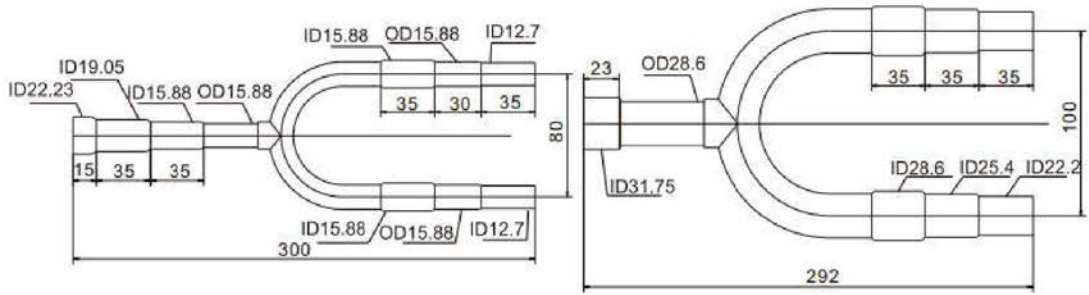 ID15.88 OD15.88 ID12.7
ID19.05
ID22.23 ID15.88 OD15.88
35 30 35
80
15 35 35
ID15.88 OD15.88 ID12.7
300
23 OD28.6
35 35 35
100
ID31.75
ID28.6 ID25.4 ID22.2
292